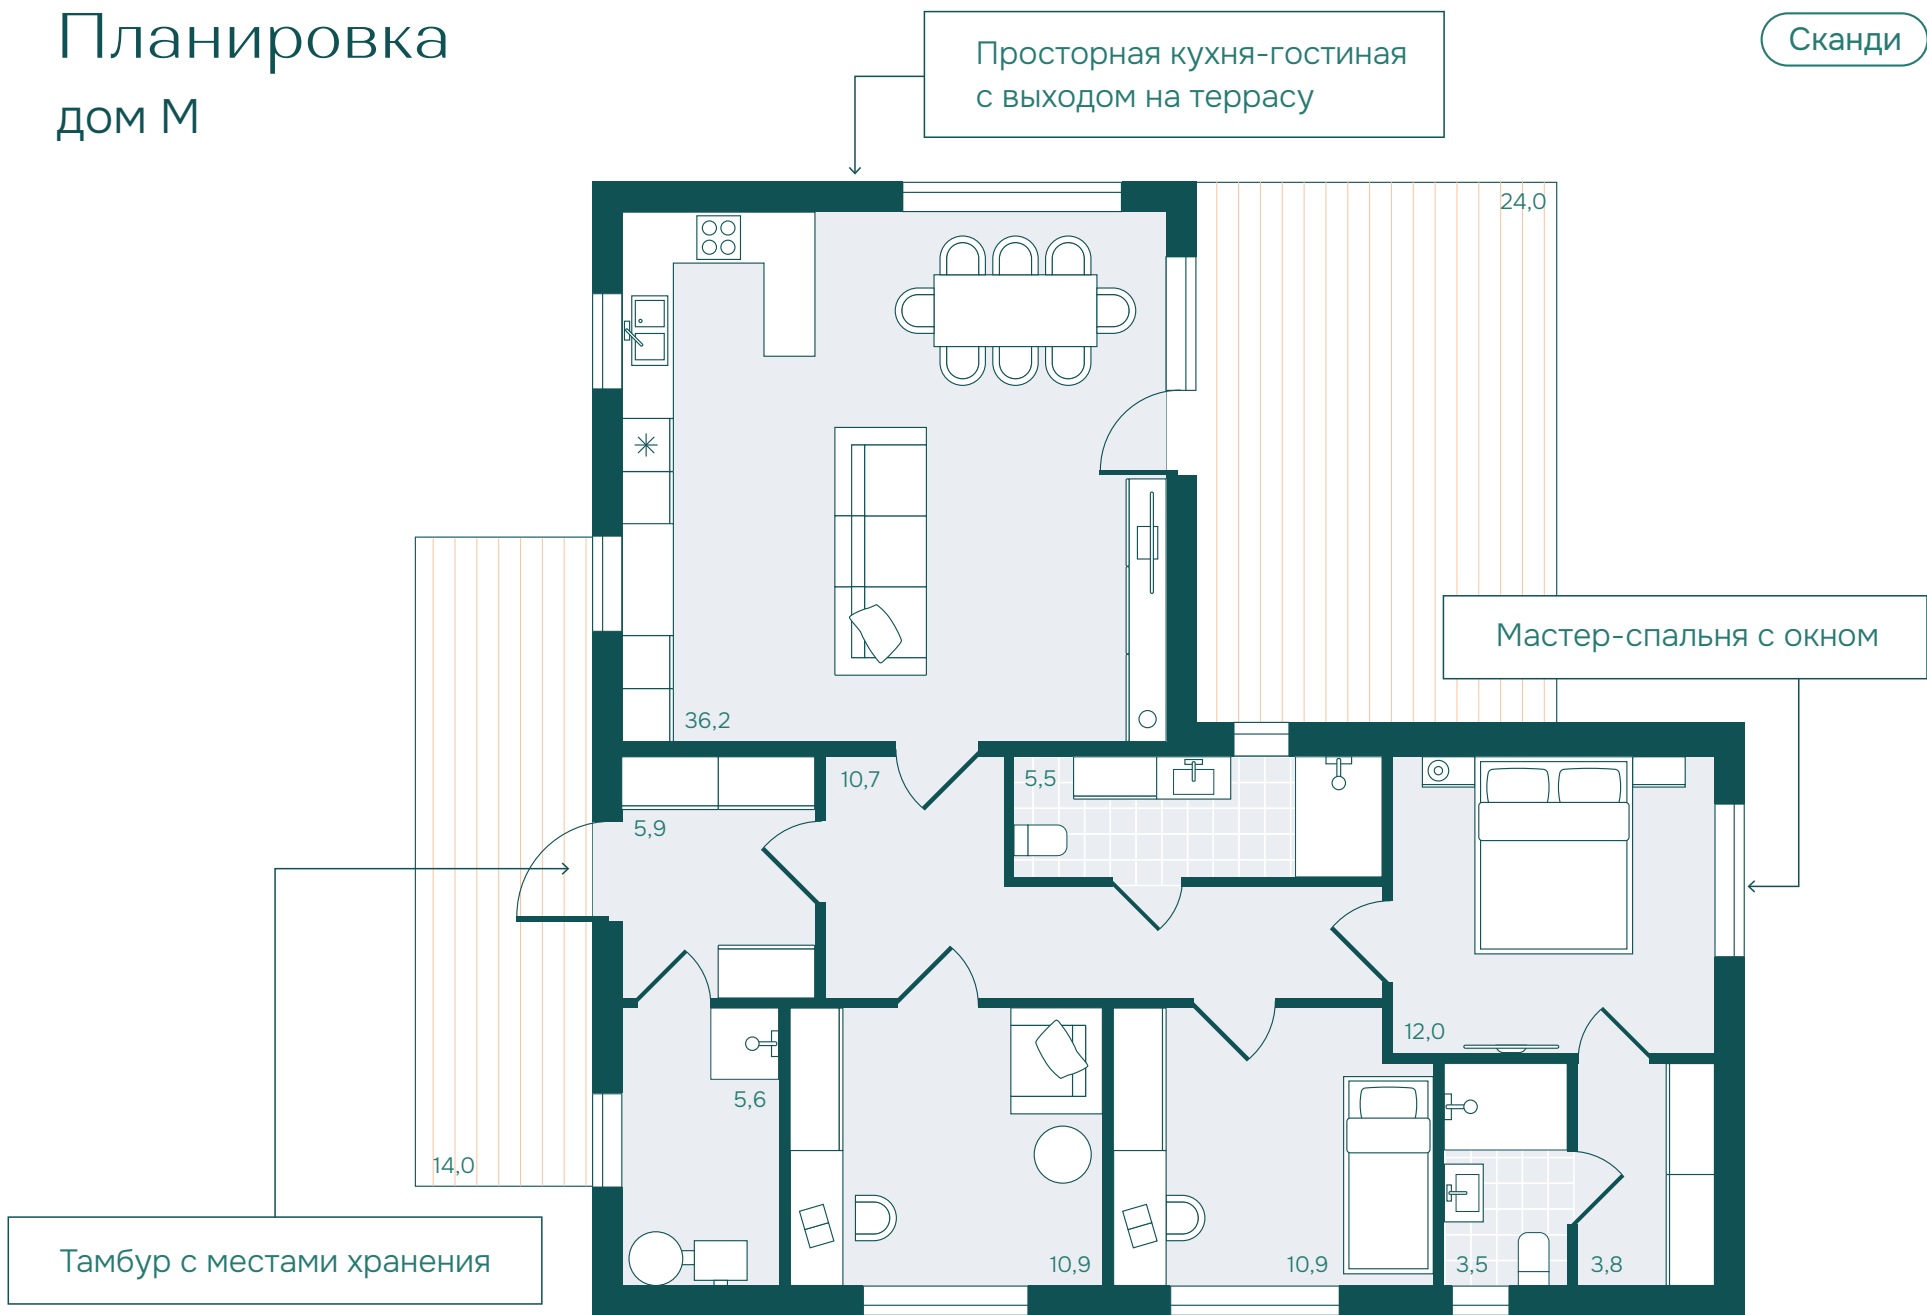 Планировка
дом М
Просторная кухня-гостиная
с выходом на террасу
Сканди
24,0
Мастер-спальня с окном
36,2
10,7
5,5
5,9
12,0
5,6
14,0
Тамбур с местами хранения
10,9
10,9
3,5
3,8